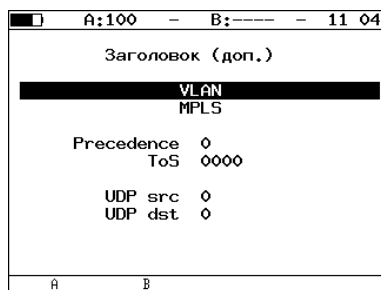 A:100 – B:---- – 11 04
Заголовок (доп.)
VLAN
MPLS
Precedence 0
ToS 0000
UDP src 0
UDP dst 0
A B